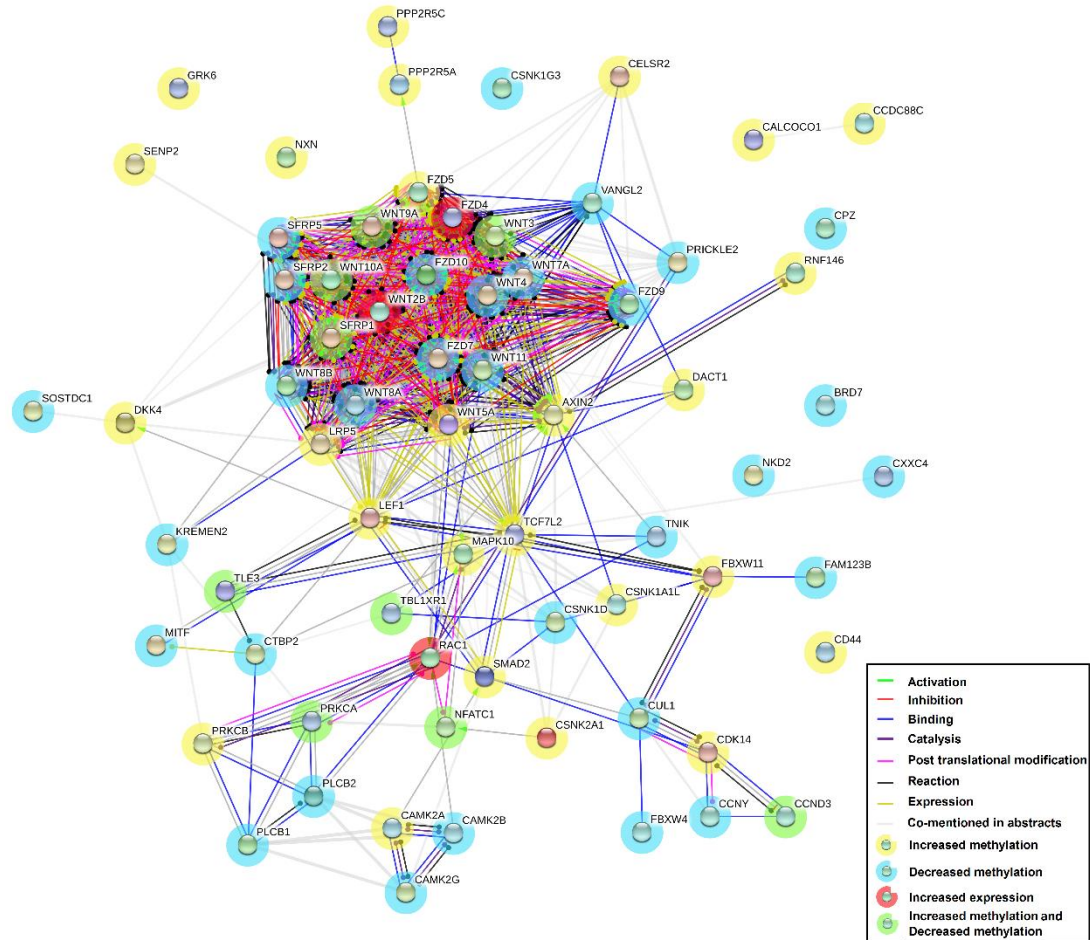 PPP2R5C
PPP2R5A
GRK6
CSNK1G3
CELSR2
CCDC88C
CALCOCO1
SENP2
NXN
FZD5
FZD4
VANGL2
WNT9A
WNT3
SFRP5
CPZ
PRICKLE2
RNF146
SFRP2
WNT10A
FZD10
WNT7A
WNT4
FZD9
WNT2B
SFRP1
FZD7
WNT11
WNT8B
WNT8A
DACT1
BRD7
SOSTDC1
DKK4
WNT5A
AXIN2
LRP5
NKD2
CXXC4
LEF1
TCF7L2
TNIK
KREMEN2
MAPK10
FBXW11
FAM123B
TLE3
TBL1XR1
CSNK1D
CSNK1A1L
MITF
CTBP2
RAC1
SMAD2
CD44
PRKCA
NFATC1
CSNK2A1
CUL1
PRKCB
CDK14
PLCB2
CAMK2A
CAMK2B
FBXW4
CCNY
CCND3
PLCB1
CAMK2G
Activation
Inhibition
Binding
Catalysis
Post translational modification
Reaction
Expression
Co-mentioned in abstracts
Increased methylation
Decreased methylation
Increased expression
Increased methylation and
Decreased methylation